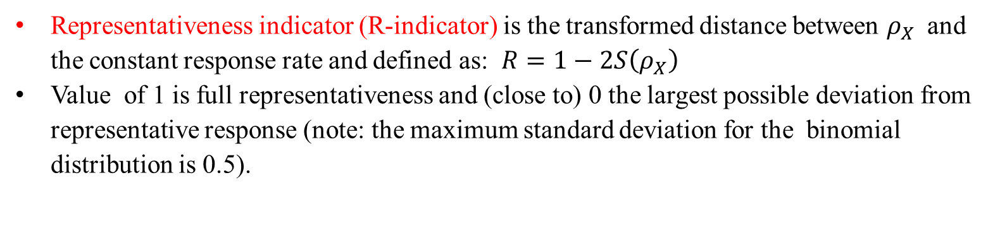 • Representativeness indicator (R-indicator) is the transformed distance between ρ_X and
the constant response rate and defined as: R = 1 − 2S(ρ_X)
• Value of 1 is full representativeness and (close to) 0 the largest possible deviation from
representative response (note: the maximum standard deviation for the binomial
distribution is 0.5).